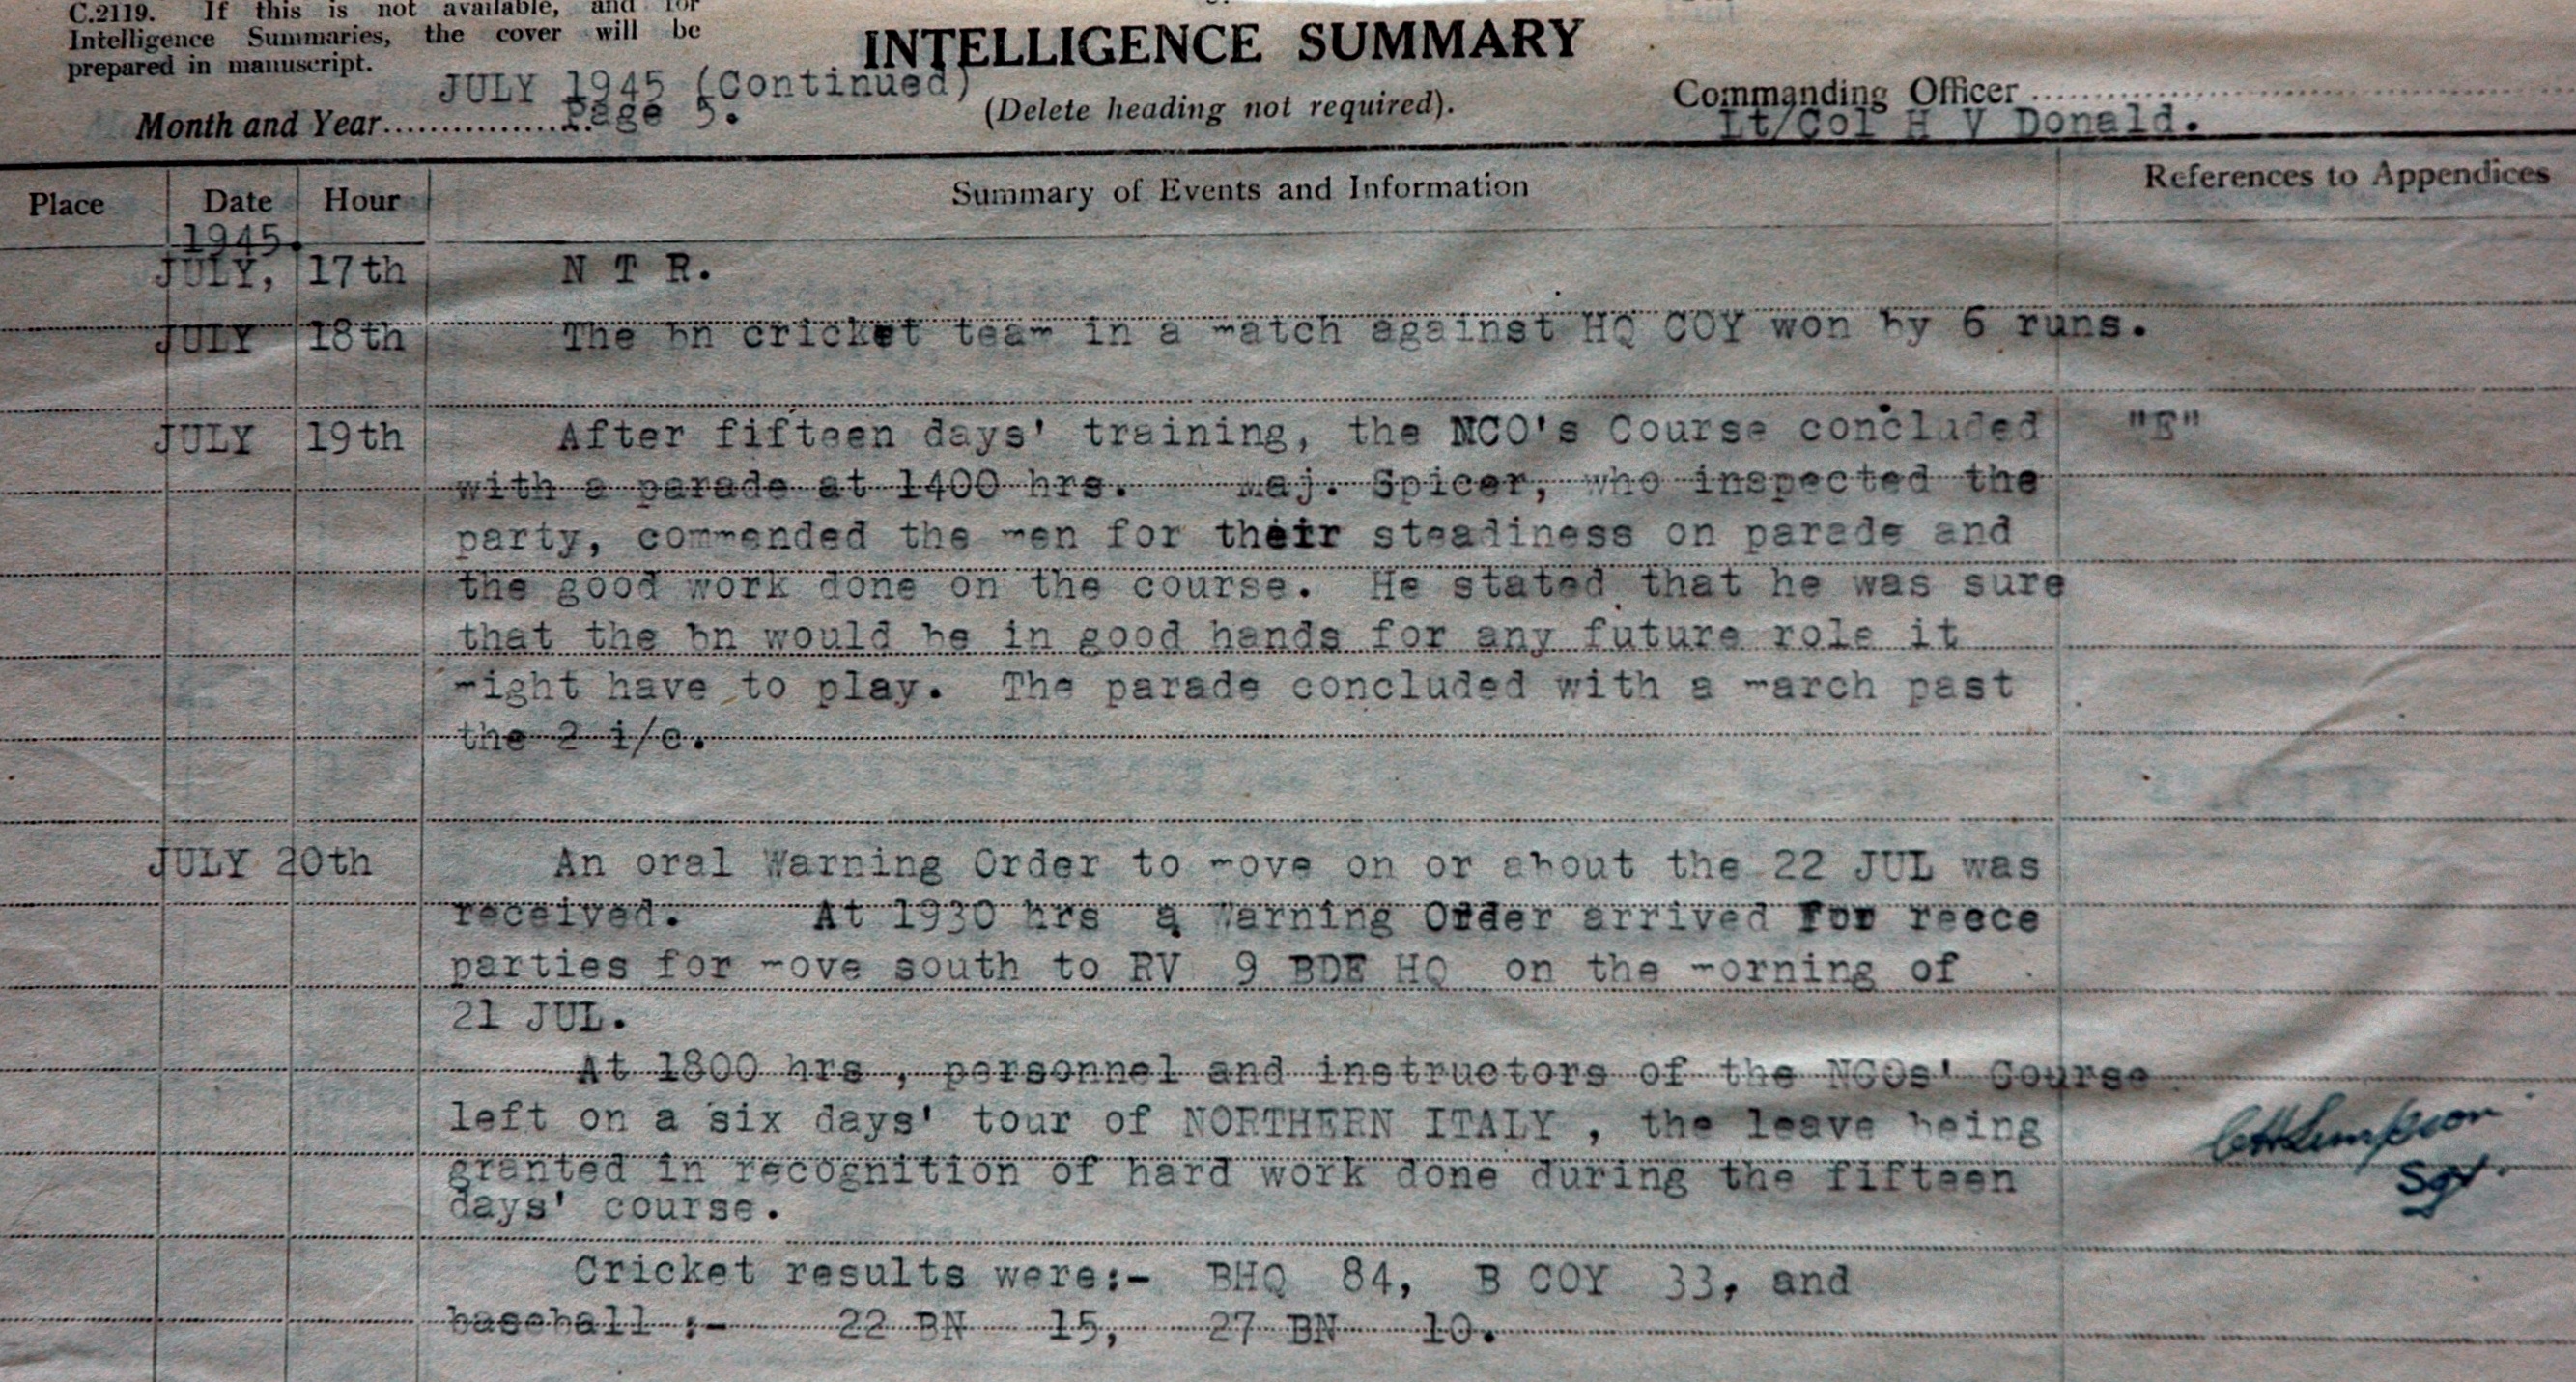 C.2119. If this is not available, and for
Intelligence Summaries, the cover will be
prepared in manuscript.
INTELLIGENCE SUMMARY
JULY 1945 (Continued)
(Delete heading not required).
Month and Year
Page 5.
Commanding Officer
Lt/Col H V Donald.
Place Date Hour Summary of Events and Information References to Appendices
1945.
JULY, 17th N T R.
JULY 18th The bn cricket team in a match against HQ COY won by 6 runs.
JULY 19th After fifteen days' training, the NCO's Course concluded
with a parade at 1400 hrs. Maj. Spicer, who inspected the
party, commended the men for their steadiness on parade and
the good work done on the course. He stated that he was sure
that the bn would be in good hands for any future role it
might have to play. The parade concluded with a march past
the 2 i/c.
JULY 20th An oral Warning Order to move on or about the 22 JUL was
received. At 1930 hrs a Warning Order arrived for reece
parties for move south to RV 9 BDE HQ on the morning of
21 JUL.
At 1800 hrs , personnel and instructors of the NCOs' Course
left on a six days' tour of NORTHERN ITALY , the leave being
granted in recognition of hard work done during the fifteen
days' course.
Sgt.
Cricket results were:- BHQ 84, B COY 33, and
baseball :- 22 BN 15, 27 BN 10.